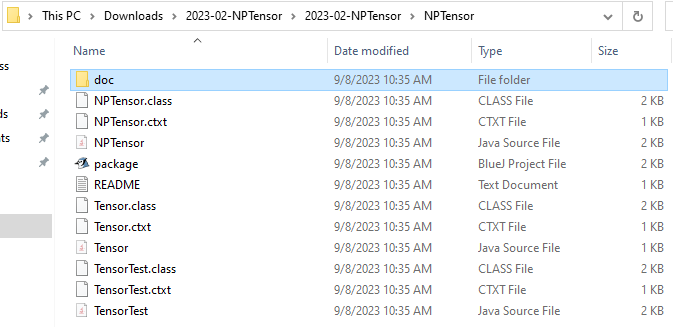 This PC > Downloads > 2023-02-NPTensor > 2023-02-NPTensor > NPTensor
Name Date modified Type Size
doc 9/8/2023 10:35 AM File folder
NPTensor.class 9/8/2023 10:35 AM CLASS File 2 KB
NPTensor.ctxt 9/8/2023 10:35 AM CTXT File 1 KB
NPTensor 9/8/2023 10:35 AM Java Source File 2 KB
package 9/8/2023 10:35 AM BlueJ Project File 2 KB
README 9/8/2023 10:35 AM Text Document 1 KB
Tensor.class 9/8/2023 10:35 AM CLASS File 2 KB
Tensor.ctxt 9/8/2023 10:35 AM CTXT File 1 KB
Tensor 9/8/2023 10:35 AM Java Source File 1 KB
TensorTest.class 9/8/2023 10:35 AM CLASS File 2 KB
TensorTest.ctxt 9/8/2023 10:35 AM CTXT File 1 KB
TensorTest 9/8/2023 10:35 AM Java Source File 2 KB